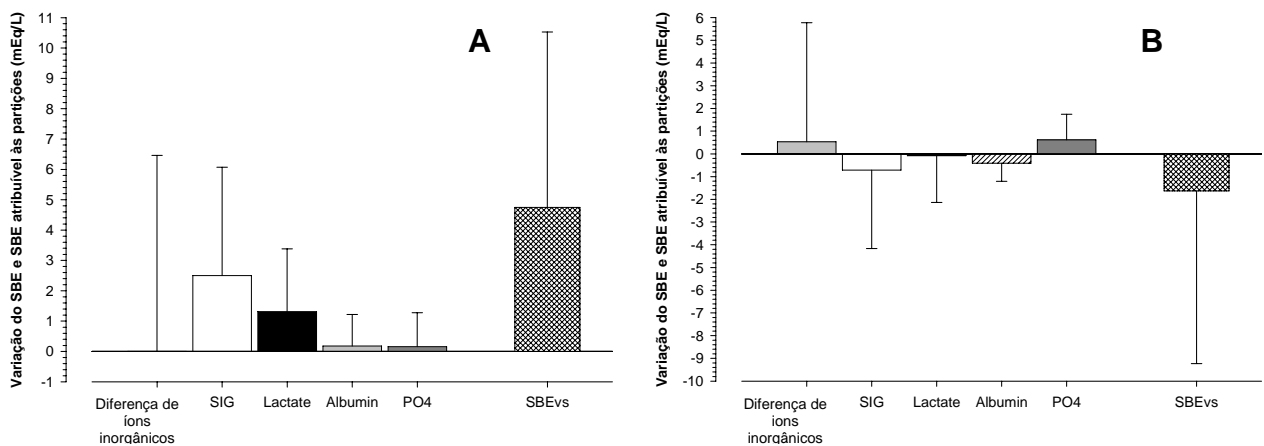 A
Variação do SBE e SBE atribuível às partições (mEq/L)
11
10
9
8
7
6
5
4
3
2
1
0
-1
Diferença de
íons
inorgânicos
SIG
Lactate
Albumin
PO4
SBEvs
B
Variação do SBE e SBE atribuível às partições (mEq/L)
6
5
4
3
2
1
0
-1
-2
-3
-4
-5
-6
-7
-8
-9
-10
Diferença de
íons
inorgânicos
SIG
Lactate
Albumin
PO4
SBEvs